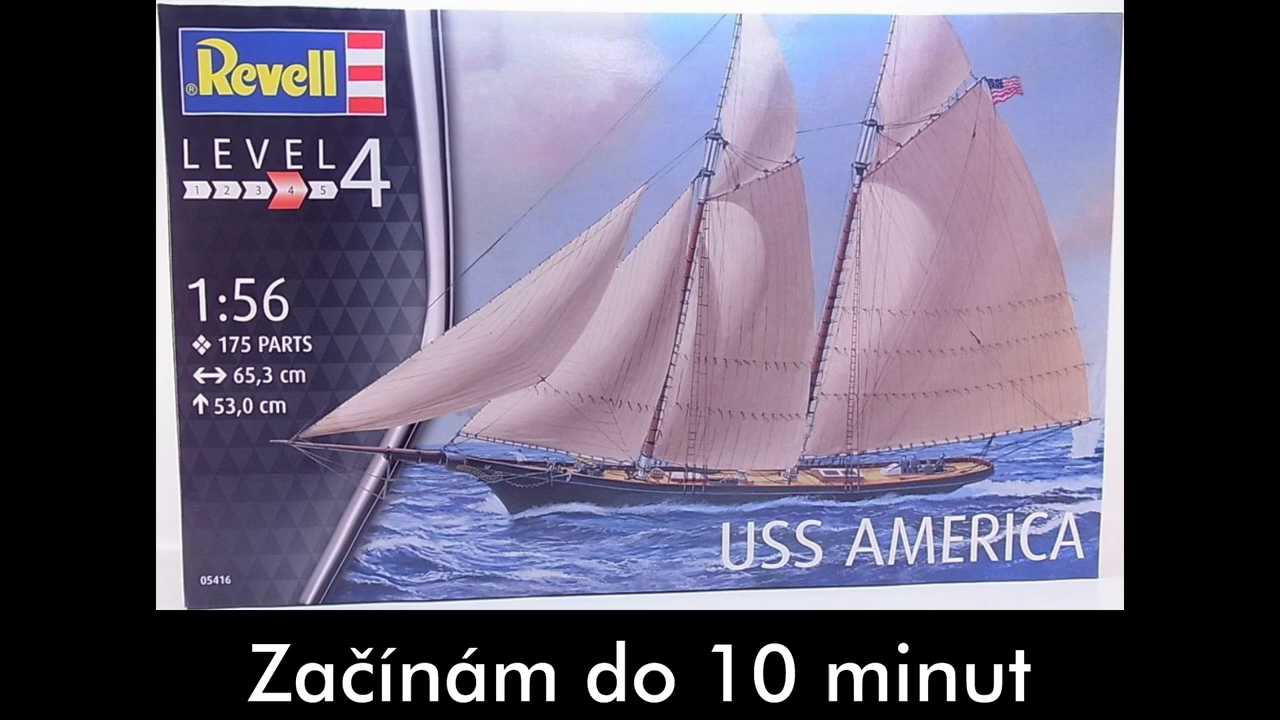 ® Revell
LEVEL 4
1 2 3 4 5
1:56
175 PARTS
65,3 cm
53,0 cm
USS AMERICA
05416
Začínám do 10 minut